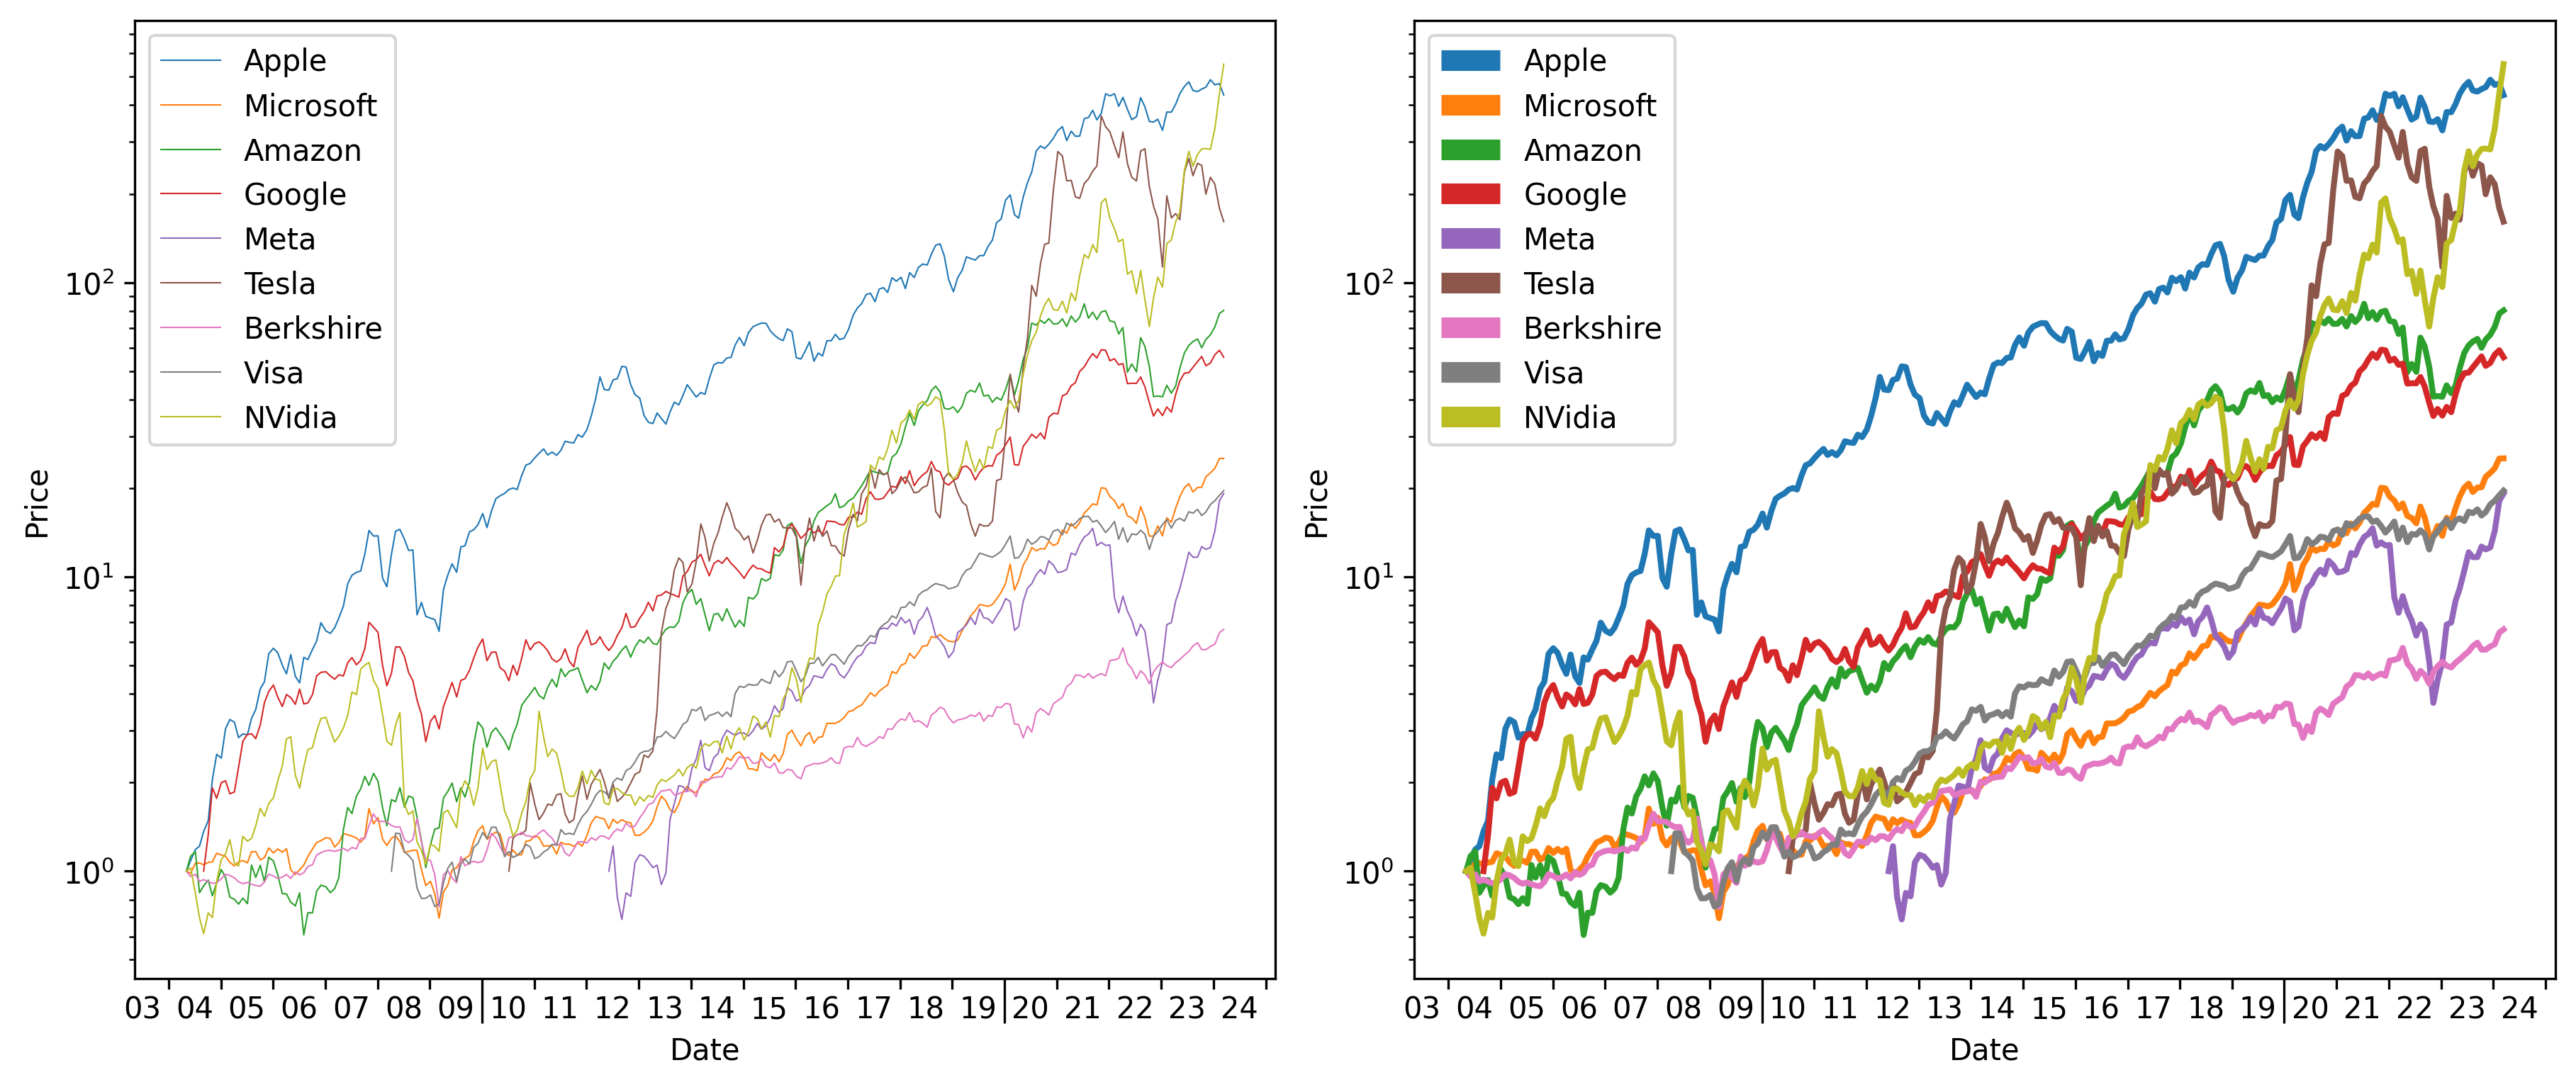 Apple
Microsoft
Amazon
Google
Meta
Tesla
Berkshire
Visa
NVidia
10²
10¹
10⁰
Price
03 04 05 06 07 08 09 10 11 12 13 14 15 16 17 18 19 20 21 22 23 24
Date
Apple
Microsoft
Amazon
Google
Meta
Tesla
Berkshire
Visa
NVidia
10²
10¹
10⁰
Price
03 04 05 06 07 08 09 10 11 12 13 14 15 16 17 18 19 20 21 22 23 24
Date